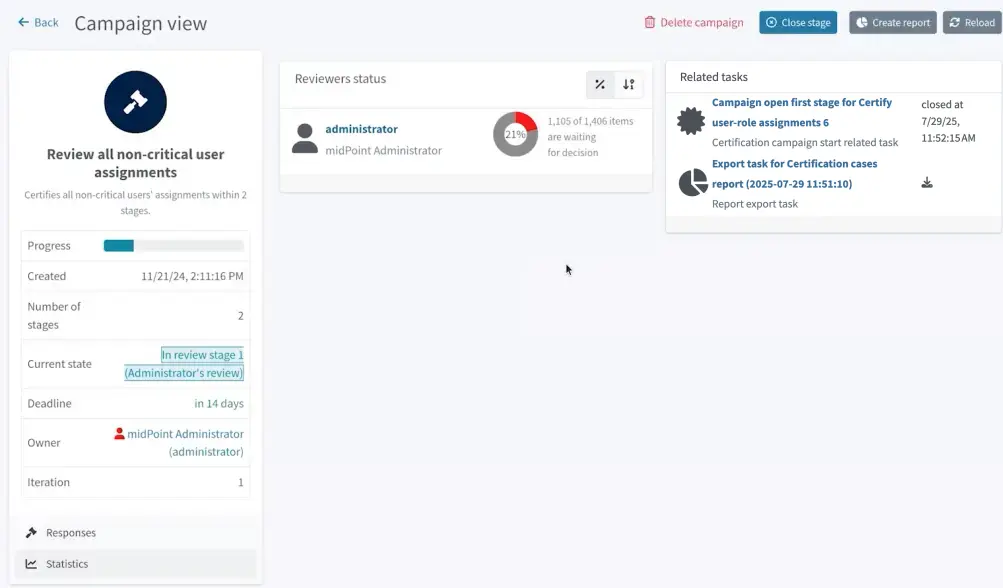 Back
Campaign view
Delete campaign
Close stage
Create report
Reload
Review all non-critical user
assignments
Certifies all non-critical users' assignments within 2
stages.
Progress
Created 11/21/24, 2:11:16 PM
Number of
stages
2
Current state
In review stage 1
(Administrator's review)
Deadline in 14 days
Owner
midPoint Administrator
(administrator)
Iteration 1
Responses
Statistics
Reviewers status
administrator
midPoint Administrator
21%
1,105 of 1,406 items
are waiting
for decision
Related tasks
Campaign open first stage for Certify
user-role assignments 6
Certification campaign start related task
closed at
7/29/25,
11:52:15 AM
Export task for Certification cases
report (2025-07-29 11:51:10)
Report export task